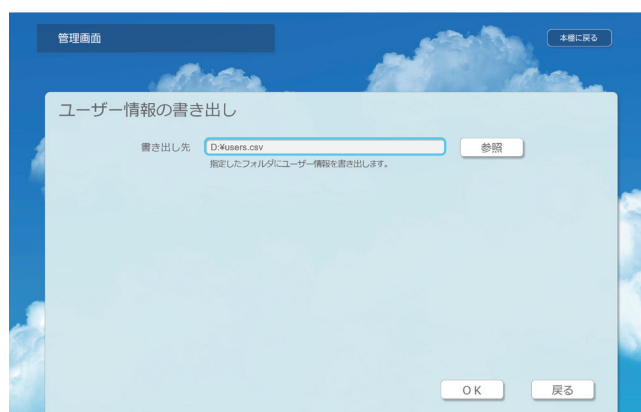 管理画面
本棚に戻る
ユーザー情報の書き出し
書き出し先 D:¥users.csv 参照
指定したフォルダにユーザー情報を書き出します。
OK 戻る